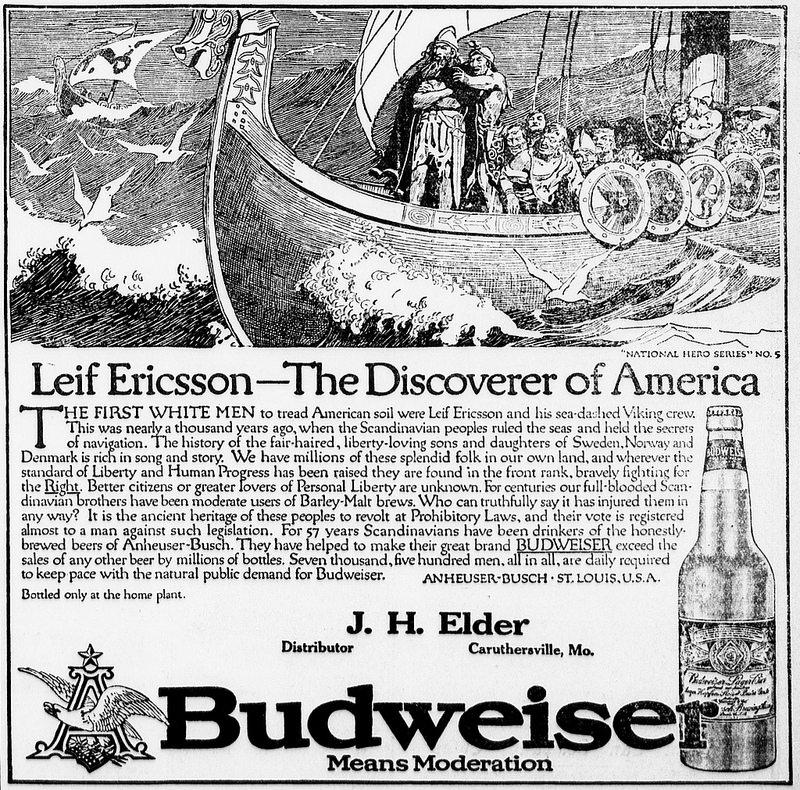 "NATIONAL HERO SERIES" NO. 5
Leif Ericsson—The Discoverer of America
THE FIRST WHITE MEN to tread American soil were Leif Ericsson and his sea-dashed Viking crew.
This was nearly a thousand years ago, when the Scandinavian peoples ruled the seas and held the secrets
of navigation. The history of the fair-haired, liberty-loving sons and daughters of Sweden, Norway and
Denmark is rich in song and story. We have millions of these splendid folk in our own land, and wherever the
standard of Liberty and Human Progress has been raised they are found in the front rank, bravely fighting for
the Right. Better citizens or greater lovers of Personal Liberty are unknown. For centuries our full-blooded Scan-
dinavian brothers have been moderate users of Barley-Malt brews. Who can truthfully say it has injured them in
any way? It is the ancient heritage of these peoples to revolt at Prohibitory Laws, and their vote is registered
almost to a man against such legislation. For 57 years Scandinavians have been drinkers of the honestly-
brewed beers of Anheuser-Busch. They have helped to make their great brand BUDWEISER exceed the
sales of any other beer by millions of bottles. Seven thousand, five hundred men, all in all, are daily required
to keep pace with the natural public demand for Budweiser. ANHEUSER-BUSCH · ST. LOUIS, U.S.A.
Bottled only at the home plant.
J. H. Elder
Distributor Caruthersville, Mo.
BUDWEIS
Budweiser Lager Bier
A
Budweiser
Means Moderation